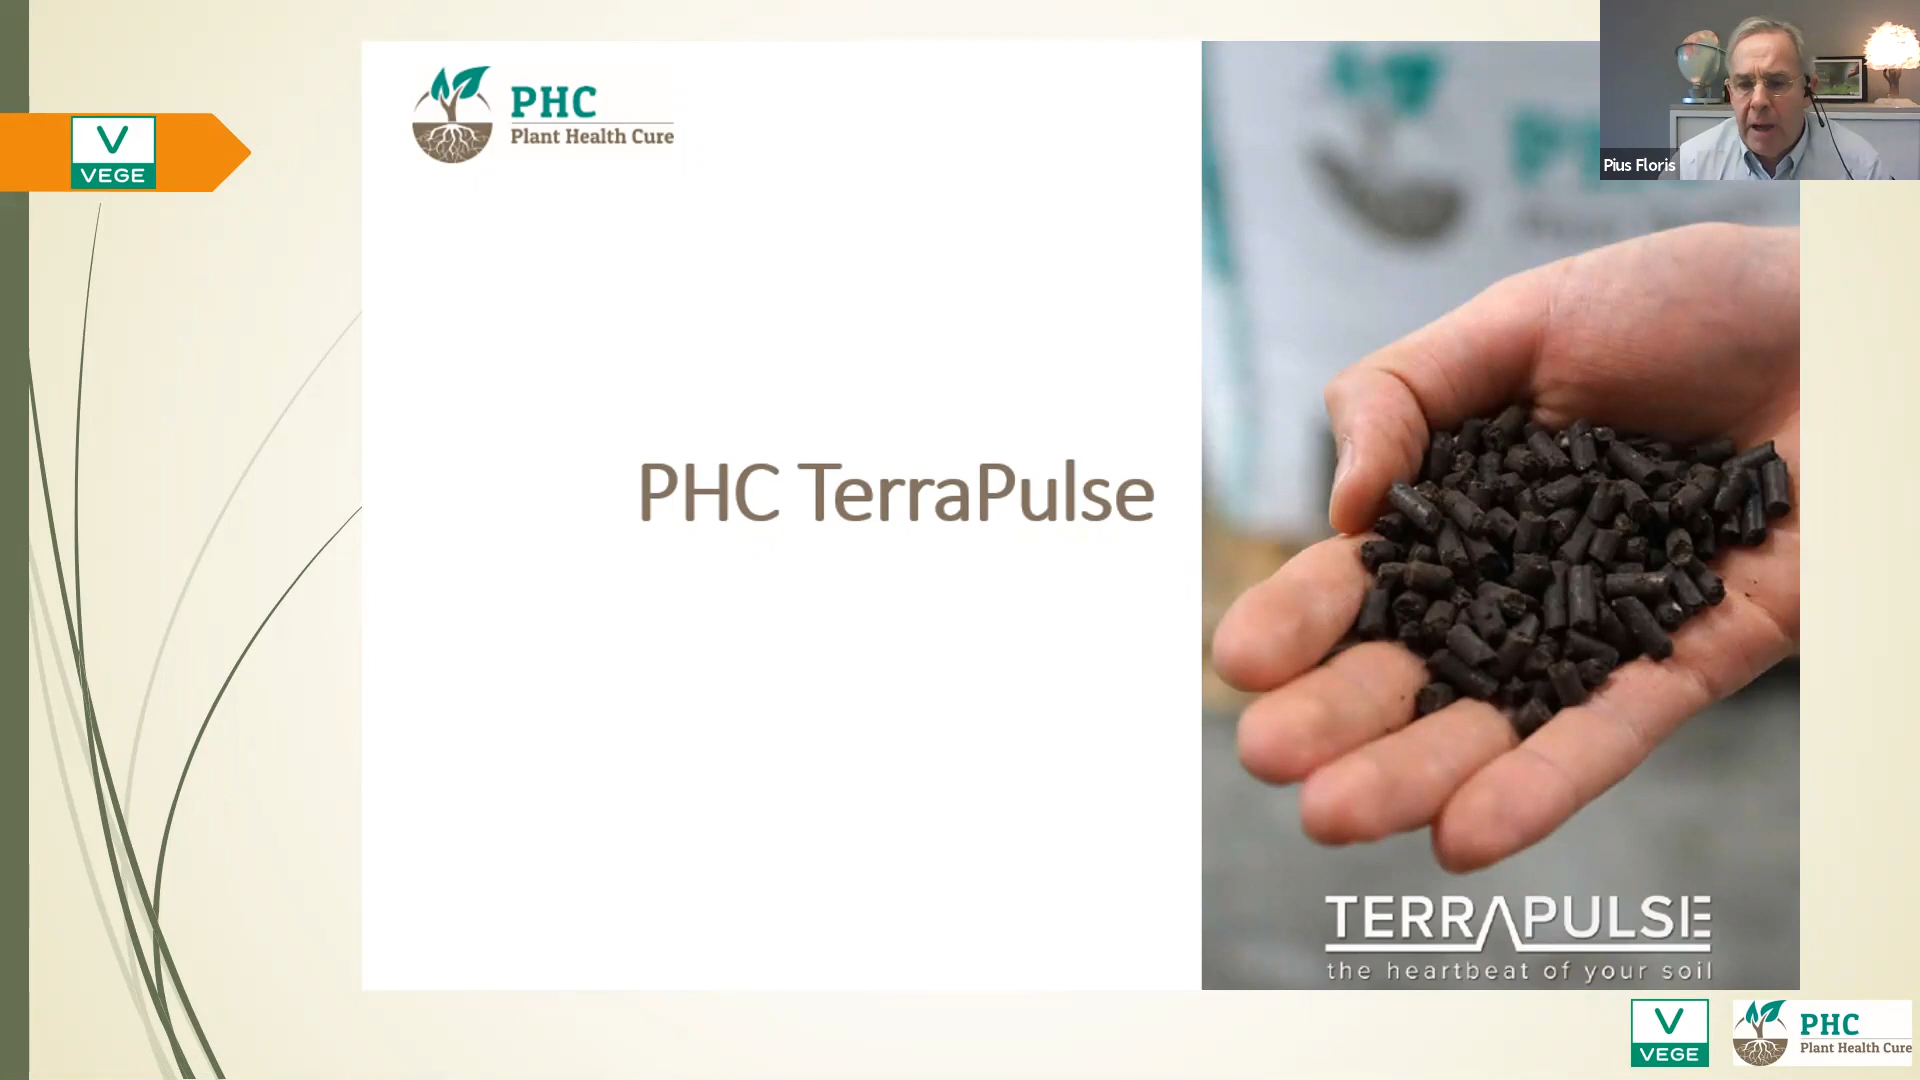 PHC
Plant Health Cure
V
VEGE
Pius Floris
PHC TerraPulse
TERRAPULSE
the heartbeat of your soil
V
VEGE
PHC
Plant Health Cure